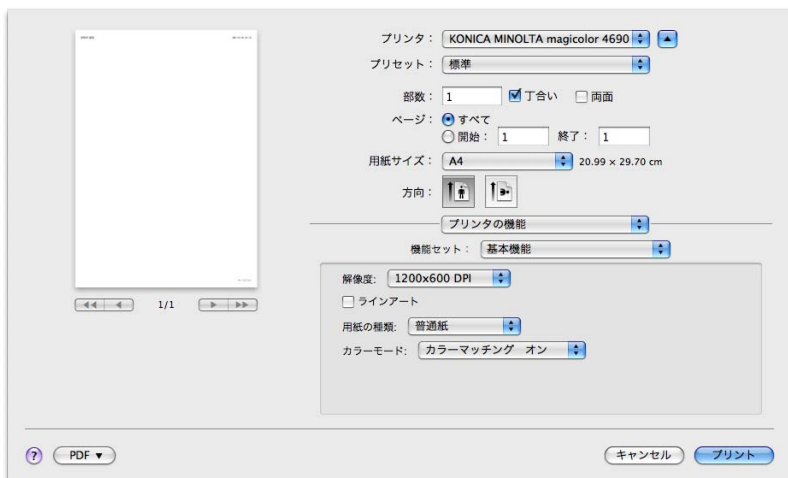 プリンタ： KONICA MINOLTA magicolor 4690
プリセット： 標準
部数： 1 丁合い 両面
ページ： すべて
開始： 1 終了： 1
用紙サイズ： A4 20.99 × 29.70 cm
方向：
プリンタの機能
機能セット： 基本機能
解像度: 1200x600 DPI
ラインアート
用紙の種類: 普通紙
カラーモード: カラーマッチング オン
1/1
? PDF ▼ キャンセル プリント